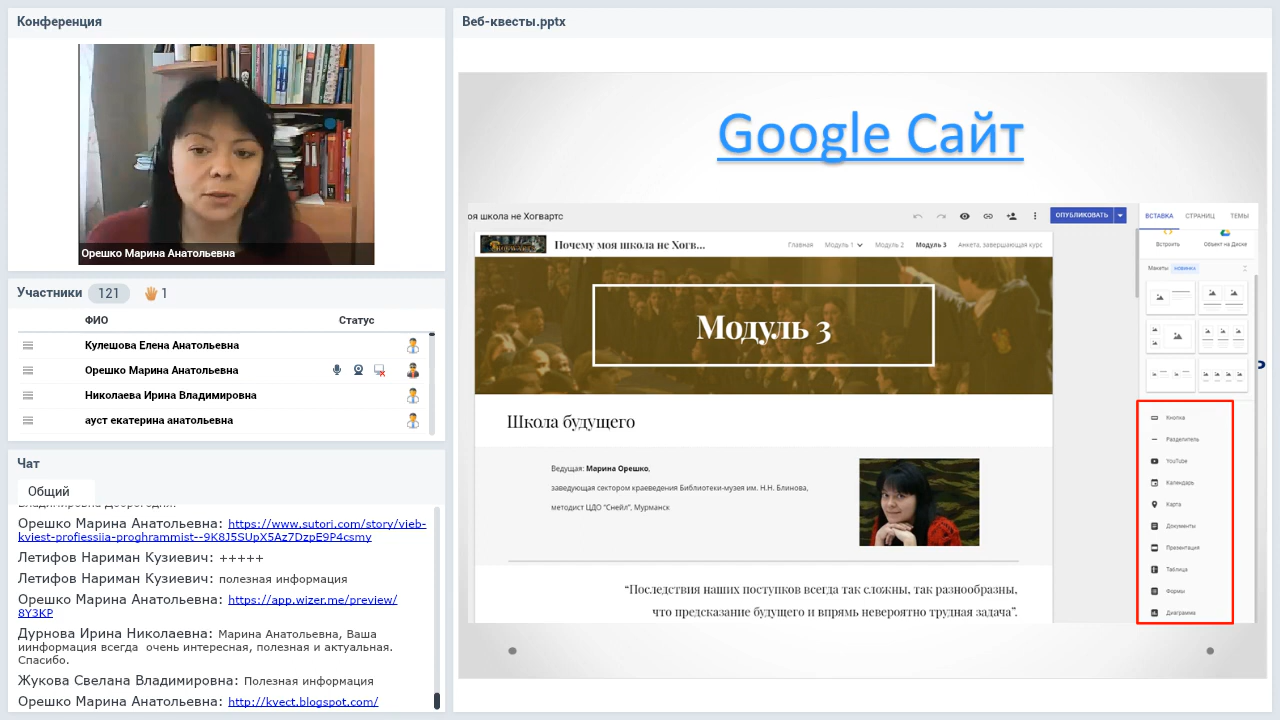 Конференция
Орешко Марина Анатольевна
Участники 121 1
ФИО Статус
Кулешова Елена Анатольевна
Орешко Марина Анатольевна
Николаева Ирина Владимировна
ауст екатерина анатольевна
Чат
Общий
Орешко Марина Анатольевна: https://www.sutori.com/story/vieb-
kviest-profiessiia-proghrammist--9K8J5SUpX5Az7DzpE9P4csmy
Летифов Нариман Кузиевич: +++++
Летифов Нариман Кузиевич: полезная информация
Орешко Марина Анатольевна: https://app.wizer.me/preview/
8Y3KP
Дурнова Ирина Николаевна: Марина Анатольевна, Ваша
иинформация всегда очень интересная, полезная и актуальная.
Спасибо.
Жукова Свелана Владимировна: Полезная информация
Орешко Марина Анатольевна: http://kvect.blogspot.com/
Веб-квесты.pptx
Google Сайт
оя школа не Хогвартс
ОПУБЛИКОВАТЬ
ВСТАВКА СТРАНИЦ ТЕМЫ
Почему моя школа не Хогв...
Главная Модуль 1 Модуль 2 Модуль 3 Анкета, завершающая курс
Встроить Объект на Диске
Макеты НОВИНКА
Модуль 3
Школа будущего
Ведущая: Марина Орешко,
заведующая сектором краеведения Библиотеки-музея им. Н.Н. Блинова,
методист ЦДО "Снейл", Мурманск
“Последствия наших поступков всегда так сложны, так разнообразны,
что предсказание будущего и впрямь невероятно трудная задача”.
Кнопка
Разделитель
YouTube
Календарь
Карта
Документы
Презентация
Таблица
Формы
Диаграмма